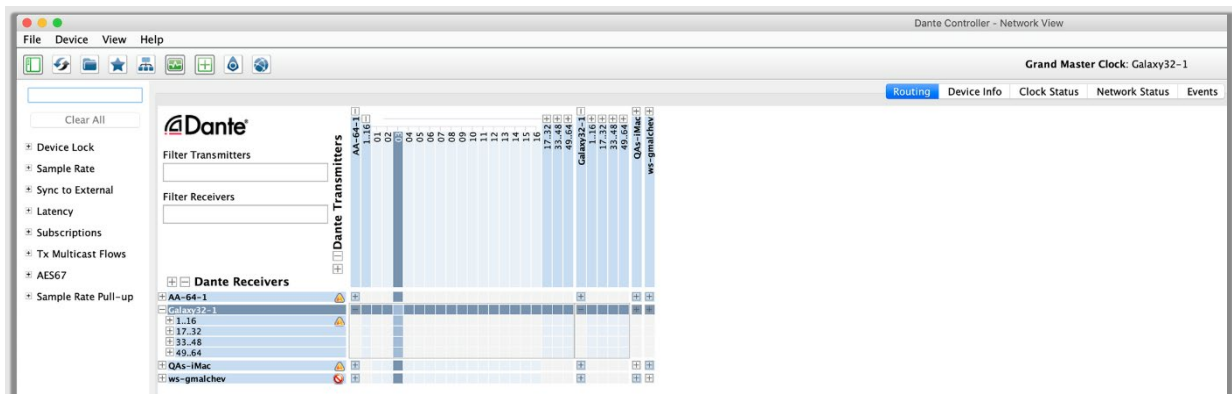 Dante Controller - Network View
File Device View Help
Grand Master Clock: Galaxy32-1
Routing Device Info Clock Status Network Status Events
Clear All
Device Lock
Sample Rate
Sync to External
Latency
Subscriptions
Tx Multicast Flows
AES67
Sample Rate Pull-up
Dante
Filter Transmitters
Filter Receivers
Dante Receivers
Dante Transmitters
AA-64-1
1..16
01
02
03
04
05
06
07
08
09
10
11
12
13
14
15
16
17..32
33..48
49..64
Galaxy32-1
1..16
17..32
33..48
49..64
QAs-iMac
ws-gmalchev
AA-64-1
Galaxy32-1
1..16
17..32
33..48
49..64
QAs-iMac
ws-gmalchev